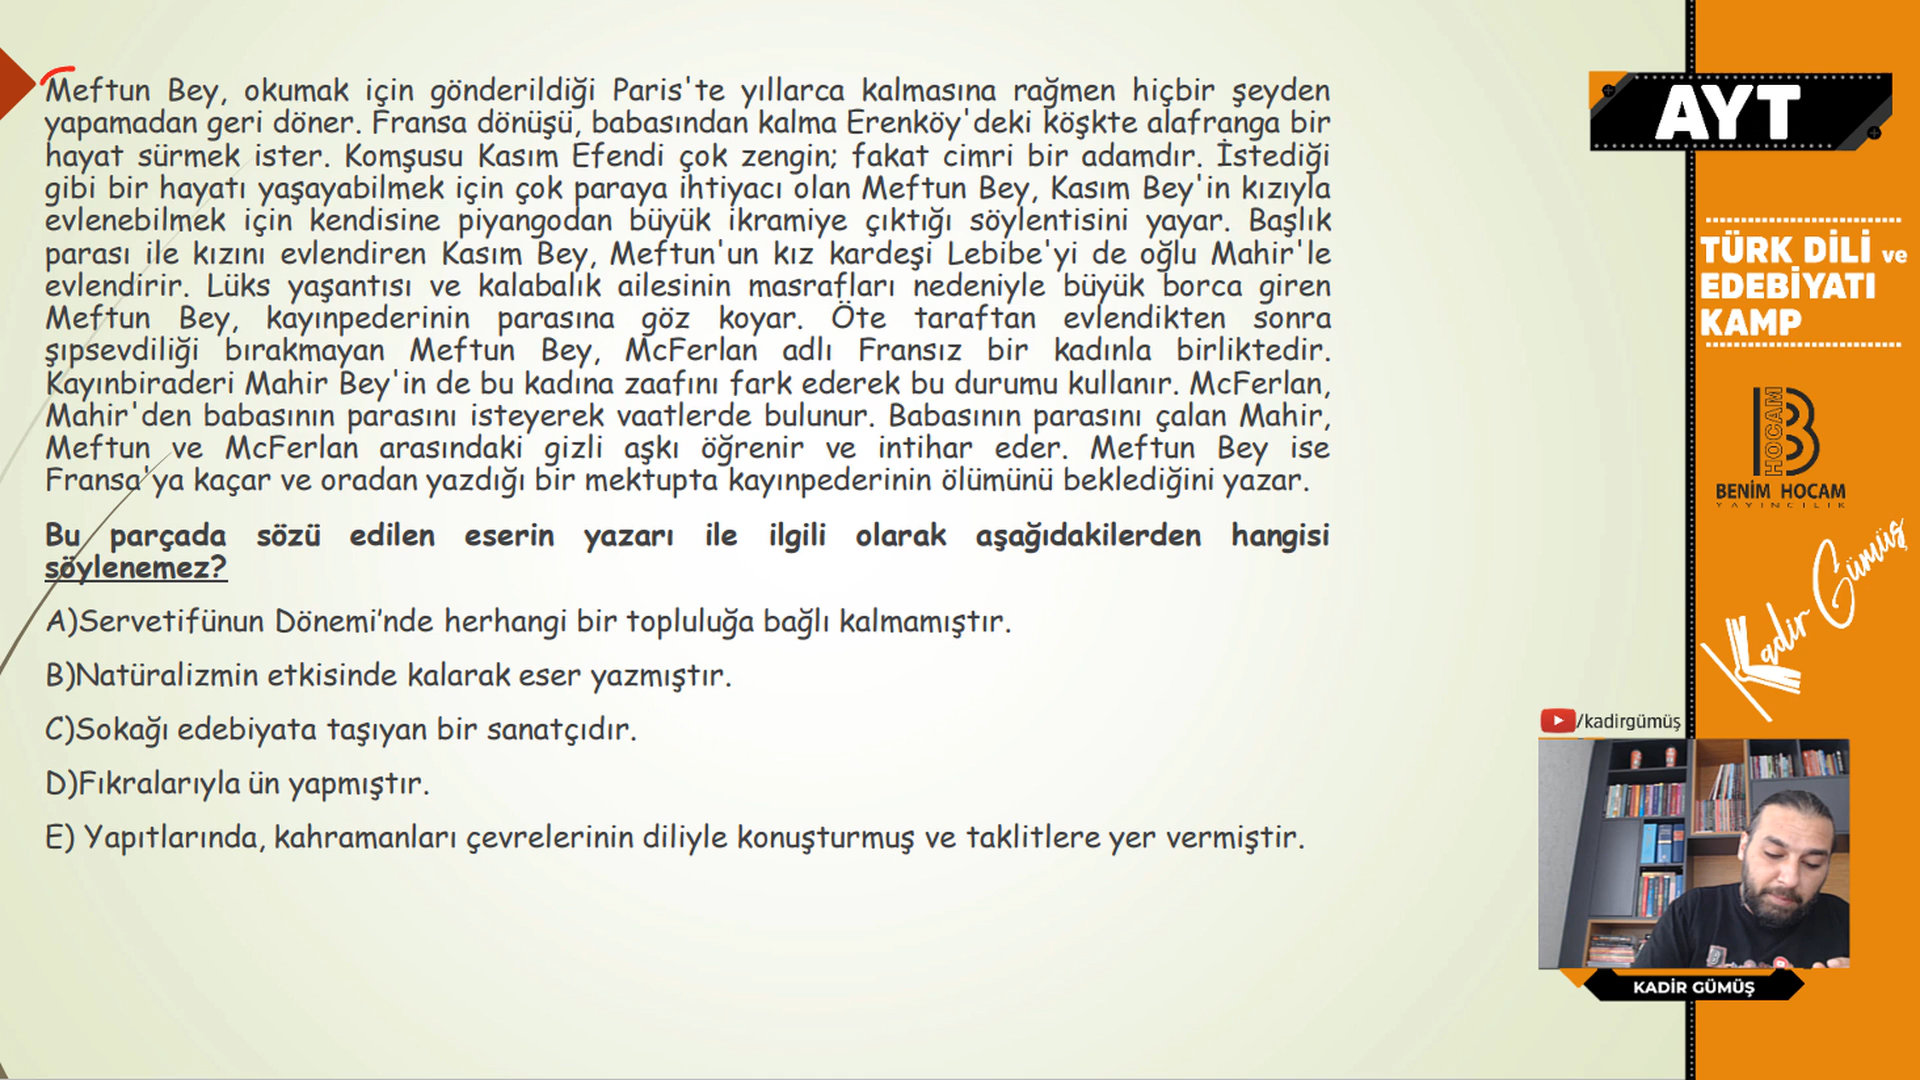 Meftun Bey, okumak için gönderildiği Paris'te yıllarca kalmasına rağmen hiçbir şeyden
yapamadan geri döner. Fransa dönüşü, babasından kalma Erenköy'deki köşkte alafranga bir
hayat sürmek ister. Komşusu Kasım Efendi çok zengin; fakat cimri bir adamdır. İstediği
gibi bir hayatı yaşayabilmek için çok paraya ihtiyacı olan Meftun Bey, Kasım Bey'in kızıyla
evlenebilmek için kendisine piyangodan büyük ikramiye çıktığı söylentisini yayar. Başlık
parası ile kızını evlendiren Kasım Bey, Meftun'un kız kardeşi Lebibe'yi de oğlu Mahir'le
evlendirir. Lüks yaşantısı ve kalabalık ailesinin masrafları nedeniyle büyük borca giren
Meftun Bey, kayınpederinin parasına göz koyar. Öte taraftan evlendikten sonra
şıpsevdiliği bırakmayan Meftun Bey, McFerlan adlı Fransız bir kadınla birliktedir.
Kayınbiraderi Mahir Bey'in de bu kadına zaafını fark ederek bu durumu kullanır. McFerlan,
Mahir'den babasının parasını isteyerek vaatlerde bulunur. Babasının parasını çalan Mahir,
Meftun ve McFerlan arasındaki gizli aşkı öğrenir ve intihar eder. Meftun Bey ise
Fransa'ya kaçar ve oradan yazdığı bir mektupta kayınpederinin ölümünü beklediğini yazar.
Bu parçada sözü edilen eserin yazarı ile ilgili olarak aşağıdakilerden hangisi
söylenemez?
A)Servetifünun Dönemi'nde herhangi bir topluluğa bağlı kalmamıştır.
B)Natüralizmin etkisinde kalarak eser yazmıştır.
C)Sokağı edebiyata taşıyan bir sanatçıdır.
D)Fıkralarıyla ün yapmıştır.
E) Yapıtlarında, kahramanları çevrelerinin diliyle konuşturmuş ve taklitlere yer vermiştir.
AYT
TÜRK DİLİ ve
EDEBİYATI
KAMP
B HOCAM
BENİM HOCAM
YAYINCILIK
Kadir Gümüş
/kadirgümüş
KADİR GÜMÜŞ